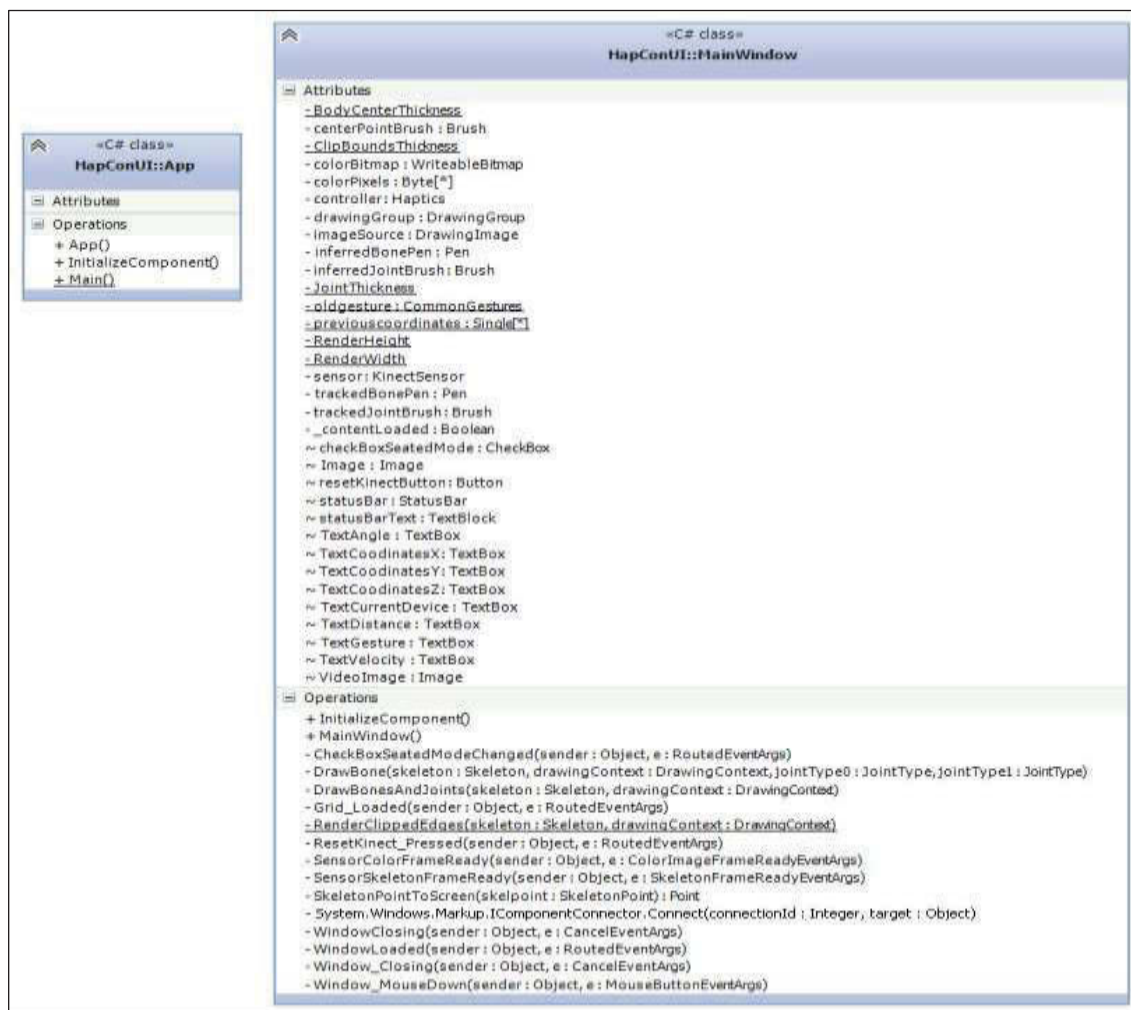 «C# class»
HapConUI::App
Attributes
Operations
+ App()
+ InitializeComponent()
+ Main()
«C# class»
HapConUI::MainWindow
Attributes
- BodyCenterThickness
- centerPointBrush : Brush
- ClipBoundsThickness
- colorBitmap : WriteableBitmap
- colorPixels : Byte[*]
- controller : Haptics
- drawingGroup : DrawingGroup
- imageSource : DrawingImage
- inferredBonePen : Pen
- inferredJointBrush : Brush
- JointThickness
- oldgesture : CommonGestures
- previouscoordinates : Single[*]
- RenderHeight
- RenderWidth
- sensor : KinectSensor
- trackedBonePen : Pen
- trackedJointBrush : Brush
- _contentLoaded : Boolean
~ checkBoxSeatedMode : CheckBox
~ Image : Image
~ resetKinectButton : Button
~ statusBar : StatusBar
~ statusBarText : TextBlock
~ TextAngle : TextBox
~ TextCoodinatesX: TextBox
~ TextCoodinatesY: TextBox
~ TextCoodinatesZ: TextBox
~ TextCurrentDevice : TextBox
~ TextDistance : TextBox
~ TextGesture : TextBox
~ TextVelocity : TextBox
~ VideoImage : Image
Operations
+ InitializeComponent()
+ MainWindow()
- CheckBoxSeatedModeChanged(sender : Object, e : RoutedEventArgs)
- DrawBone(skeleton : Skeleton, drawingContext : DrawingContext, jointType0 : JointType, jointType1 : JointType)
- DrawBonesAndJoints(skeleton : Skeleton, drawingContext : DrawingContext)
- Grid_Loaded(sender : Object, e : RoutedEventArgs)
- RenderClippedEdges(skeleton : Skeleton, drawingContext : DrawingContext)
- ResetKinect_Pressed(sender : Object, e : RoutedEventArgs)
- SensorColorFrameReady(sender : Object, e : ColorImageFrameReadyEventArgs)
- SensorSkeletonFrameReady(sender : Object, e : SkeletonFrameReadyEventArgs)
- SkeletonPointToScreen(skelpoint : SkeletonPoint) : Point
- System.Windows.Markup.IComponentConnector.Connect(connectionId : Integer, target : Object)
- WindowClosing(sender : Object, e : CancelEventArgs)
- WindowLoaded(sender : Object, e : RoutedEventArgs)
- Window_Closing(sender : Object, e : CancelEventArgs)
- Window_MouseDown(sender : Object, e : MouseButtonEventArgs)